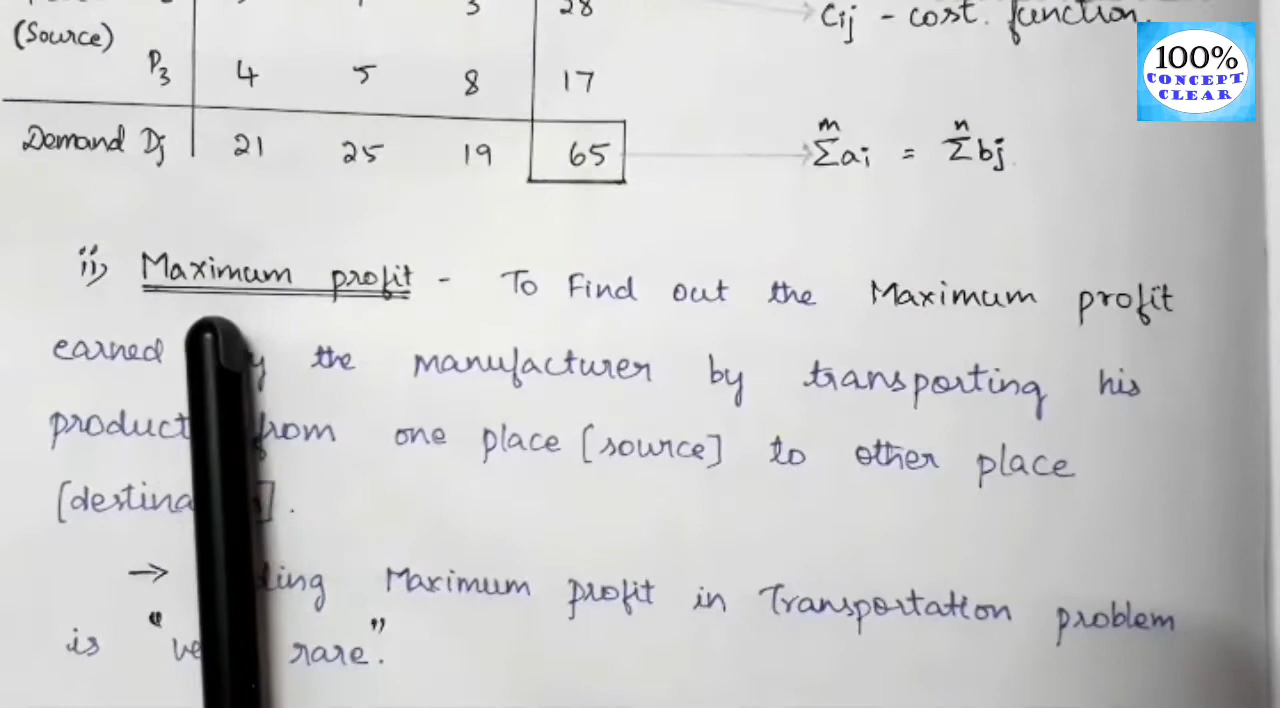 3 28
Cij - cost. function.
(Source)
P3 4 5 8 17
Demand Dj 21 25 19 65
m n
Σai = Σbj
ii) Maximum profit - To Find out the Maximum profit
earned the manufacturer by transporting his
product from one place [source] to other place
[destina ].
→ Maximum profit in Transportation problem
is " rare."
100%
CONCEPT
CLEAR